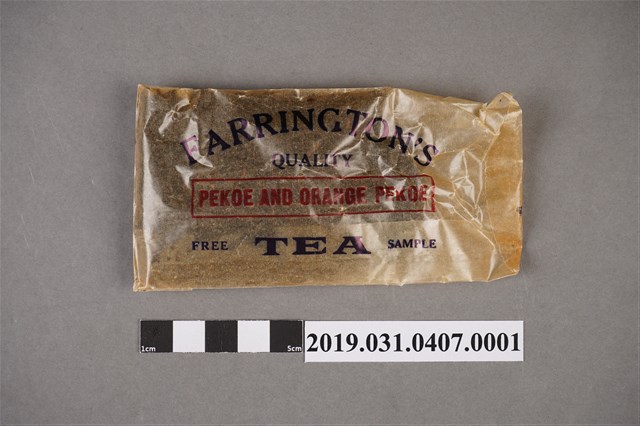 FARRINGTON'S
QUALITY
PEKOE AND ORANGE PEKOE
FREE TEA SAMPLE
1cm 5cm 2019.031.0407.0001